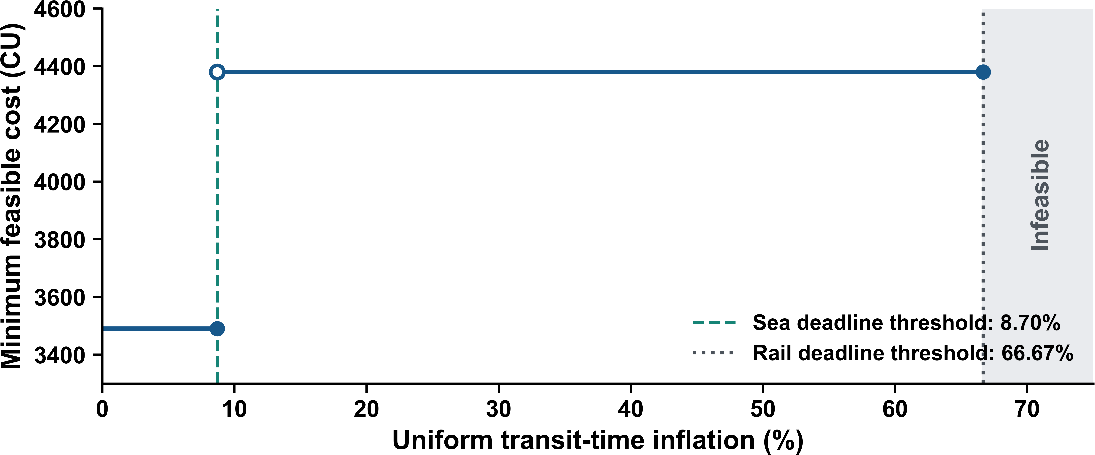 Minimum feasible cost (CU)
4600
4400
4200
4000
3800
3600
3400
Infeasible
Sea deadline threshold: 8.70%
Rail deadline threshold: 66.67%
0 10 20 30 40 50 60 70
Uniform transit-time inflation (%)